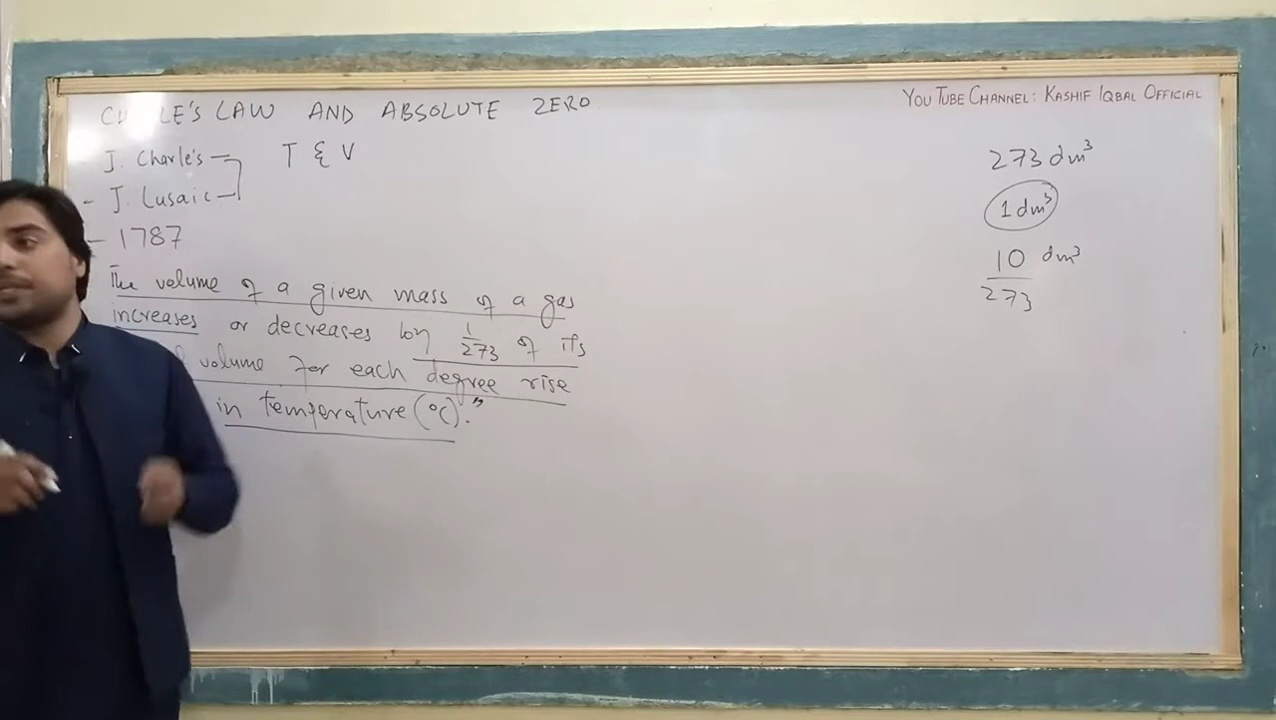 LE'S LAW AND ABSOLUTE ZERO
YOUTUBE CHANNEL: KASHIF IQBAL OFFICIAL
J. Charle's T & V
- J. Lusaic
- 1787
The volume of a given mass of a gas
increases or decreases by 1/273 of its
volume for each degree rise
in temperature (°C)."
273 dm³
1 dm³
10/273 dm³